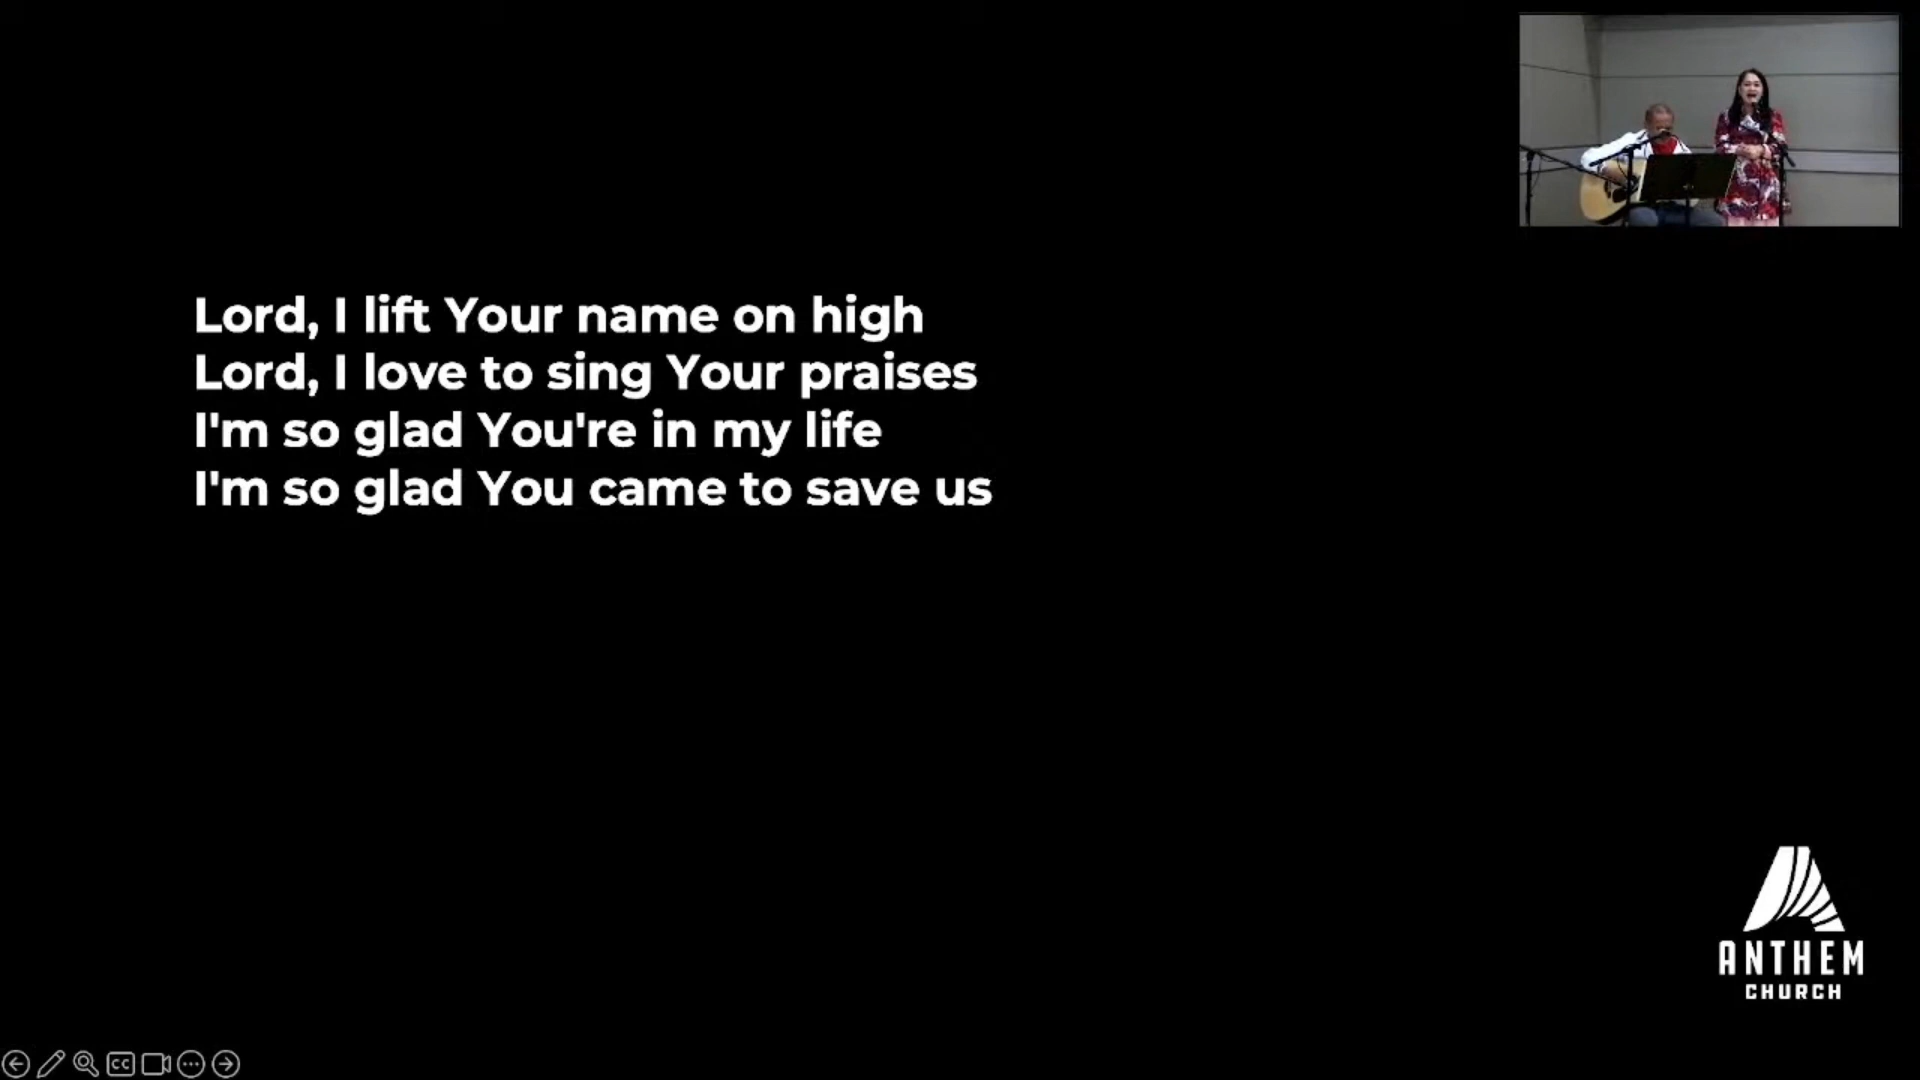 Lord, I lift Your name on high
Lord, I love to sing Your praises
I'm so glad You're in my life
I'm so glad You came to save us
ANTHEM
CHURCH
CC